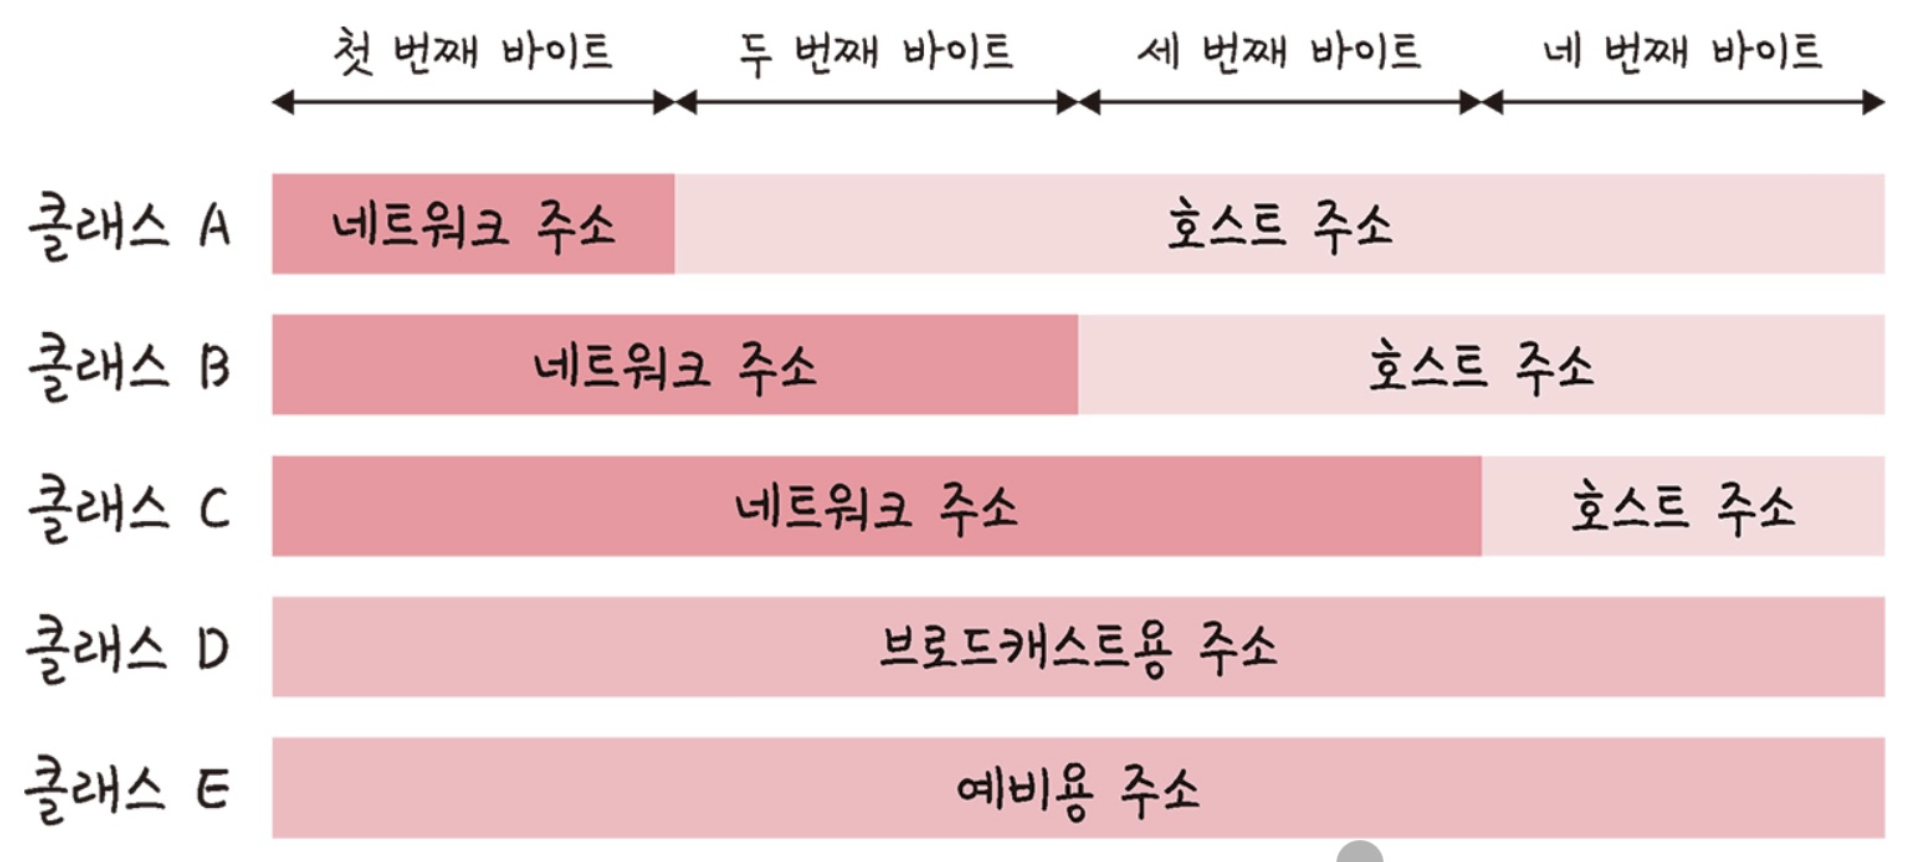 첫 번째 바이트 두 번째 바이트 세 번째 바이트 네 번째 바이트
클래스 A 네트워크 주소 호스트 주소
클래스 B 네트워크 주소 호스트 주소
클래스 C 네트워크 주소 호스트 주소
클래스 D 브로드캐스트용 주소
클래스 E 예비용 주소